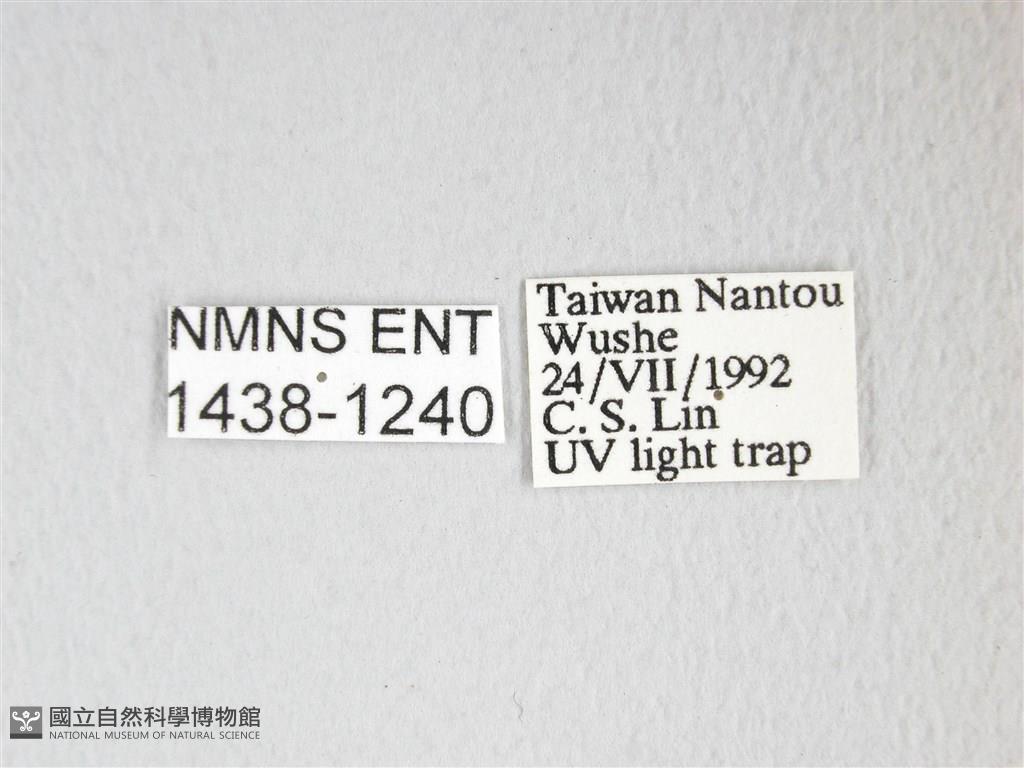 NMNS ENT
1438-1240
Taiwan Nantou
Wushe
24/VII/1992
C. S. Lin
UV light trap
國立自然科學博物館
NATIONAL MUSEUM OF NATURAL SCIENCE